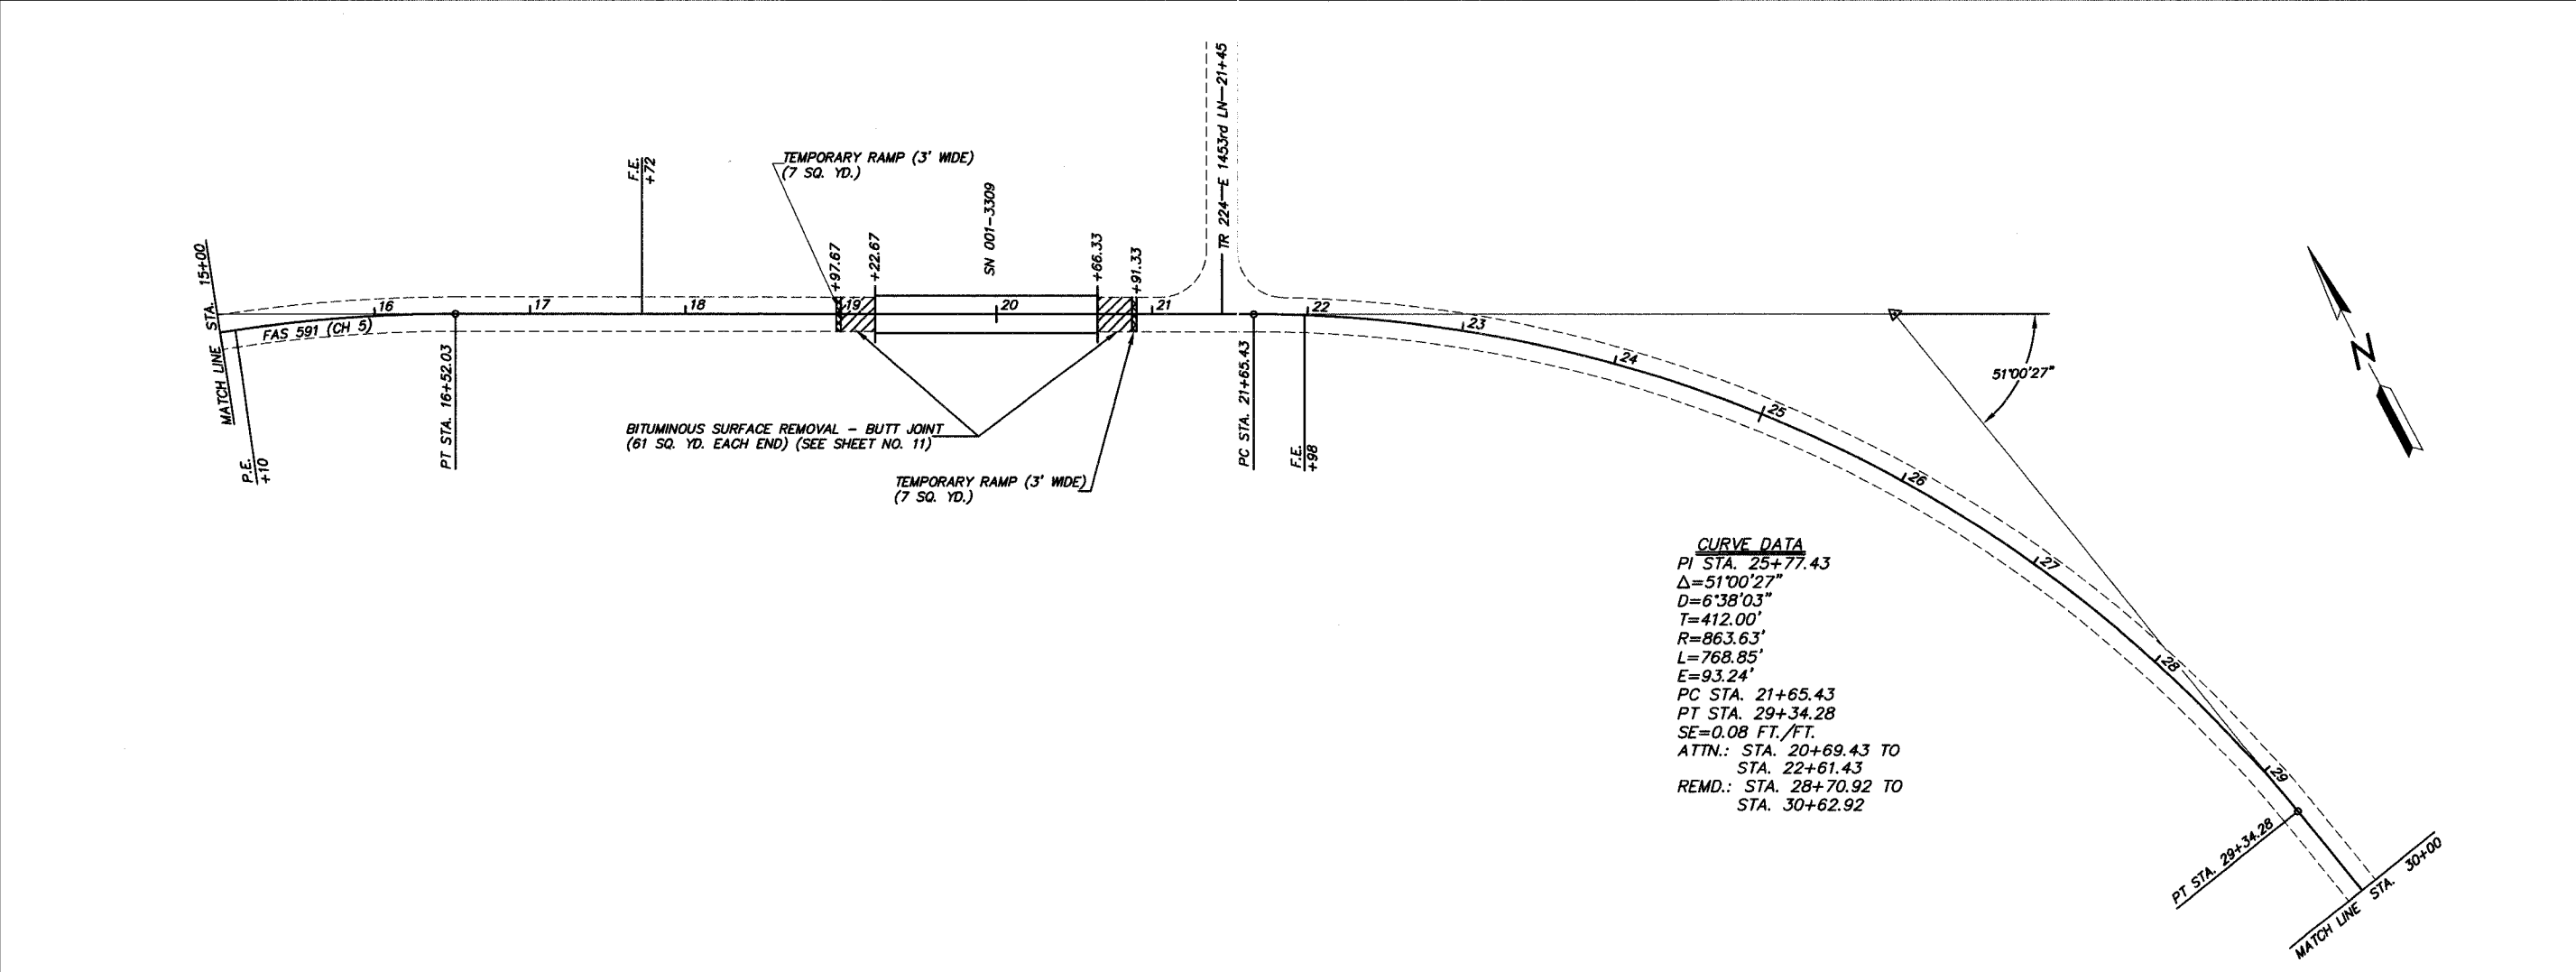 MATCH LINE STA. 15+00
FAS 591 (CH 5)
P.E.
+10
16
PT STA. 16+52.03
17
F.E.
+72
18
TEMPORARY RAMP (3' WIDE)
(7 SQ. YD.)
+97.67
19
+22.67
SN 001-3309
20
+66.33
+91.33
21
BITUMINOUS SURFACE REMOVAL - BUTT JOINT
(61 SQ. YD. EACH END) (SEE SHEET NO. 11)
TEMPORARY RAMP (3' WIDE)
(7 SQ. YD.)
TR 224—E 1453rd LN—21+45
PC STA. 21+65.43
F.E.
+98
22
23
24
25
26
27
28
29
51°00'27"
N
CURVE DATA
PI STA. 25+77.43
Δ=51°00'27"
D=6°38'03"
T=412.00'
R=863.63'
L=768.85'
E=93.24'
PC STA. 21+65.43
PT STA. 29+34.28
SE=0.08 FT./FT.
ATTN.: STA. 20+69.43 TO
STA. 22+61.43
REMD.: STA. 28+70.92 TO
STA. 30+62.92
PT STA. 29+34.28
MATCH LINE STA. 30+00